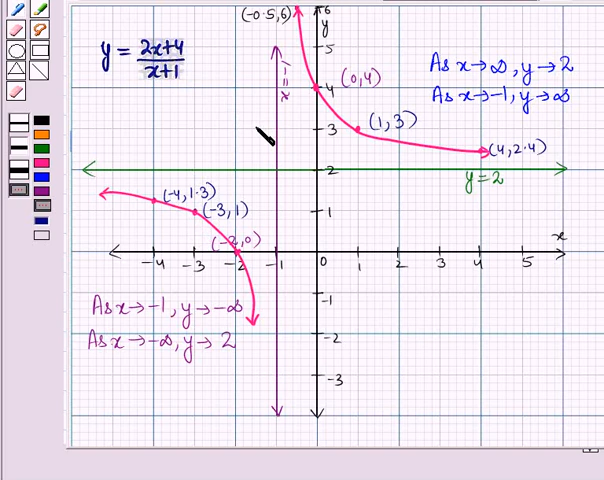 (-0.5,6)
6
y
y = 2x+4
x+1
5
As x→∞, y→2
As x→-1, y→∞
x=-1
4
(0,4)
3
(1,3)
(4,2.4)
2
y=2
(-4,1.3)
(-3,1)
1
(-2,0)
x
-4 -3 -2 -1 0 1 2 3 4 5
As x→-1, y→-∞
-1
As x→-∞, y→2
-2
-3